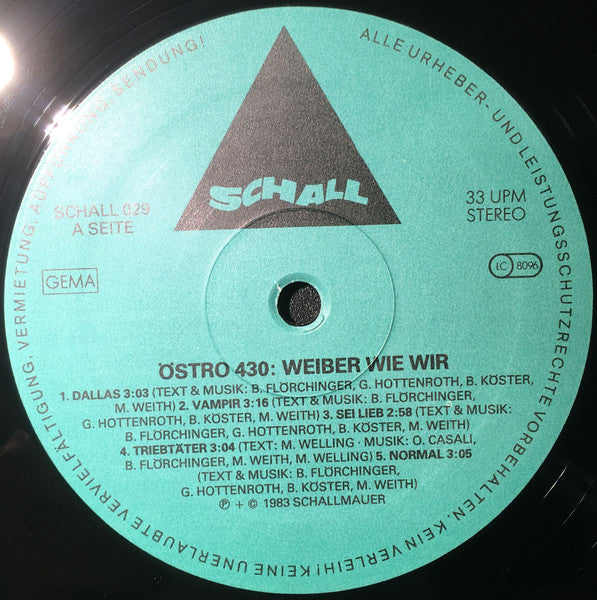 SCHALL
SCHALL 029
A SEITE
33 UPM
STEREO
GEMA
LC 8096
ÖSTRO 430: WEIBER WIE WIR
1. DALLAS 3:03 (TEXT & MUSIK: B. FLÖRCHINGER, G. HOTTENROTH, B. KÖSTER,
M. WEITH) 2. VAMPIR 3:16 (TEXT & MUSIK: B. FLÖRCHINGER,
G. HOTTENROTH, B. KÖSTER, M. WEITH) 3. SEI LIEB 2:58 (TEXT & MUSIK:
B. FLÖRCHINGER, G. HOTTENROTH, B. KÖSTER, M. WEITH)
4. TRIEBTÄTER 3:04 (TEXT: M. WELLING · MUSIK: O. CASALI,
B. FLÖRCHINGER, M. WEITH, M. WELLING) 5. NORMAL 3:05
(TEXT & MUSIK: B. FLÖRCHINGER,
G. HOTTENROTH, B. KÖSTER, M. WEITH)
℗ + © 1983 SCHALLMAUER
ALLE URHEBER- UND LEISTUNGSSCHUTZRECHTE VORBEHALTEN. KEIN VERLEIH! KEINE UNERLAUBTE VERVIELFÄLTIGUNG, VERMIETUNG, SENDUNG!